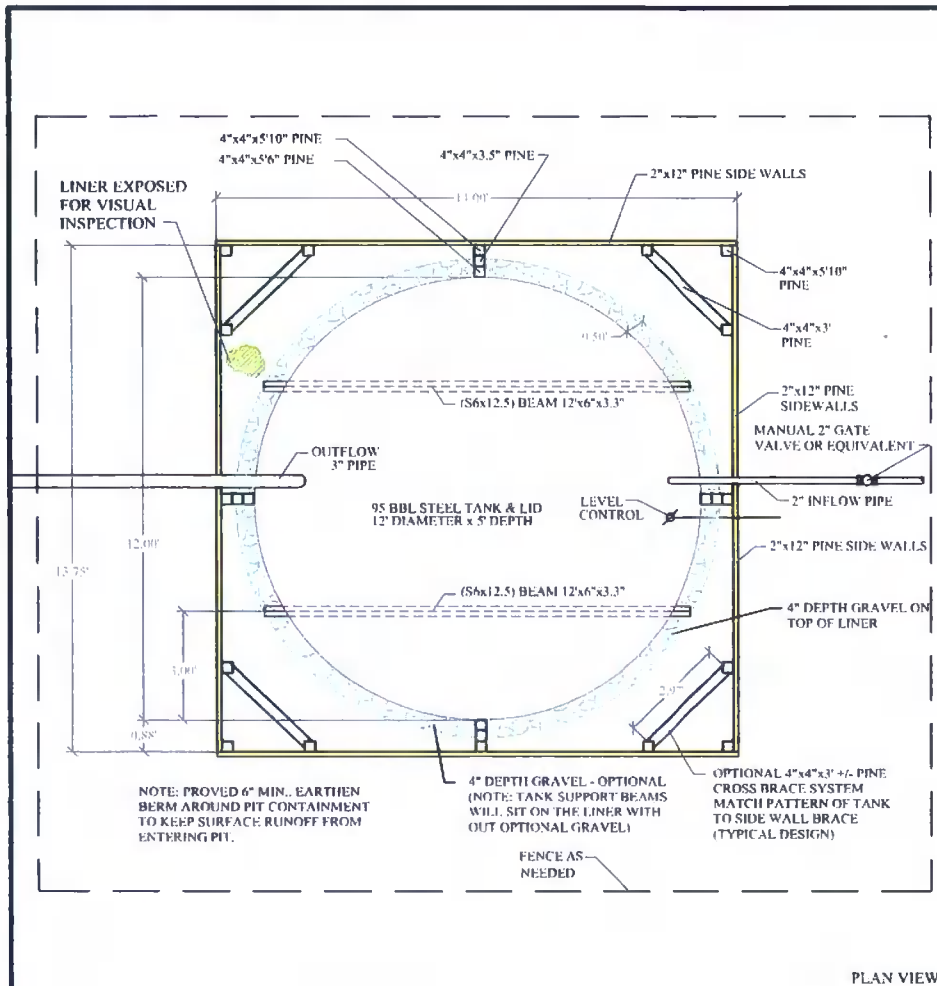 4"x4"x5'10" PINE
4"x4"x5'6" PINE
4"x4"x3.5" PINE
2"x12" PINE SIDE WALLS
LINER EXPOSED
FOR VISUAL
INSPECTION
4"x4"x5'10"
PINE
4"x4"x3'
PINE
0.50'
(S6x12.5) BEAM 12'x6"x3.3"
2"x12" PINE
SIDEWALLS
MANUAL 2" GATE
VALVE OR EQUIVALENT
OUTFLOW
3" PIPE
2" INFLOW PIPE
95 BBL STEEL TANK & LID
12' DIAMETER x 5' DEPTH
LEVEL
CONTROL
12.00'
13.75'
2"x12" PINE SIDE WALLS
(S6x12.5) BEAM 12'x6"x3.3"
4" DEPTH GRAVEL ON
TOP OF LINER
3.00'
0.88'
NOTE: PROVED 6" MIN.. EARTHEN
BERM AROUND PIT CONTAINMENT
TO KEEP SURFACE RUNOFF FROM
ENTERING PIT.
4" DEPTH GRAVEL - OPTIONAL
(NOTE: TANK SUPPORT BEAMS
WILL SIT ON THE LINER WITH
OUT OPTIONAL GRAVEL)
OPTIONAL 4"x4"x3' +/- PINE
CROSS BRACE SYSTEM
MATCH PATTERN OF TANK
TO SIDE WALL BRACE
(TYPICAL DESIGN)
FENCE AS
NEEDED
PLAN VIEW